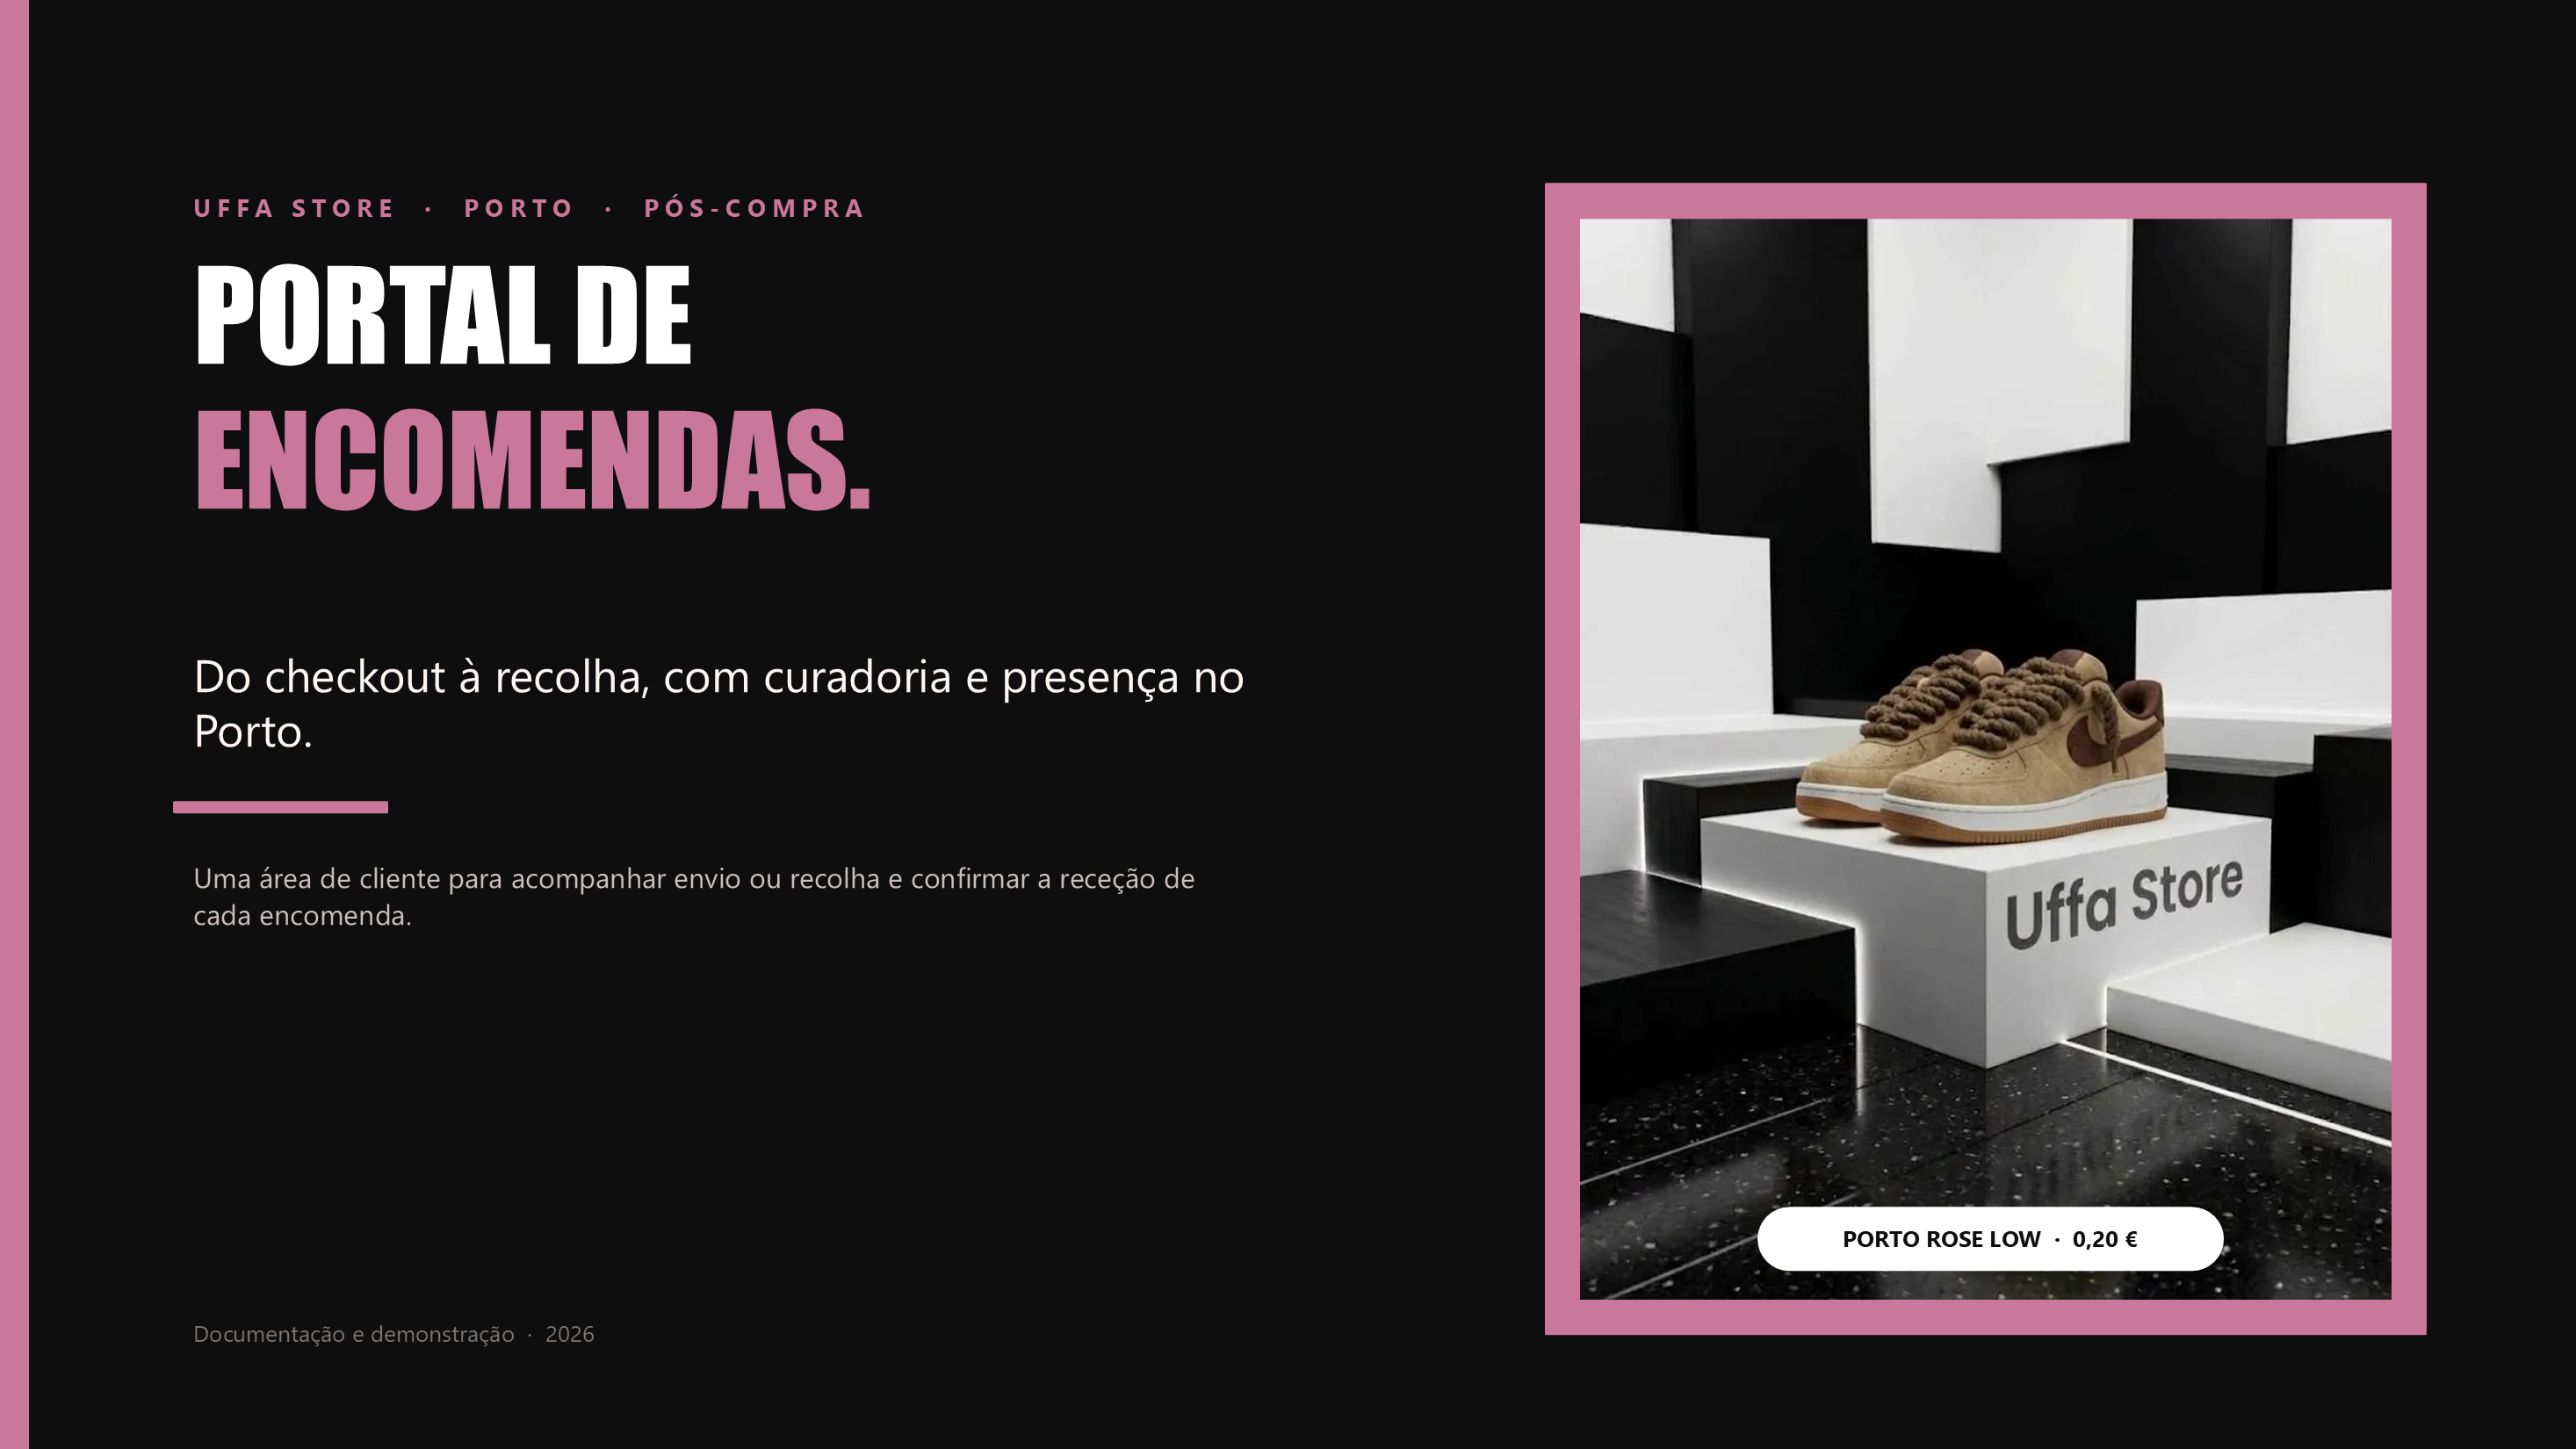 UFFA STORE · PORTO · PÓS-COMPRA
PORTAL DE
ENCOMENDAS.
Do checkout à recolha, com curadoria e presença no
Porto.
Uma área de cliente para acompanhar envio ou recolha e confirmar a receção de
cada encomenda.
Documentação e demonstração · 2026
Uffa Store
PORTO ROSE LOW · 0,20 €